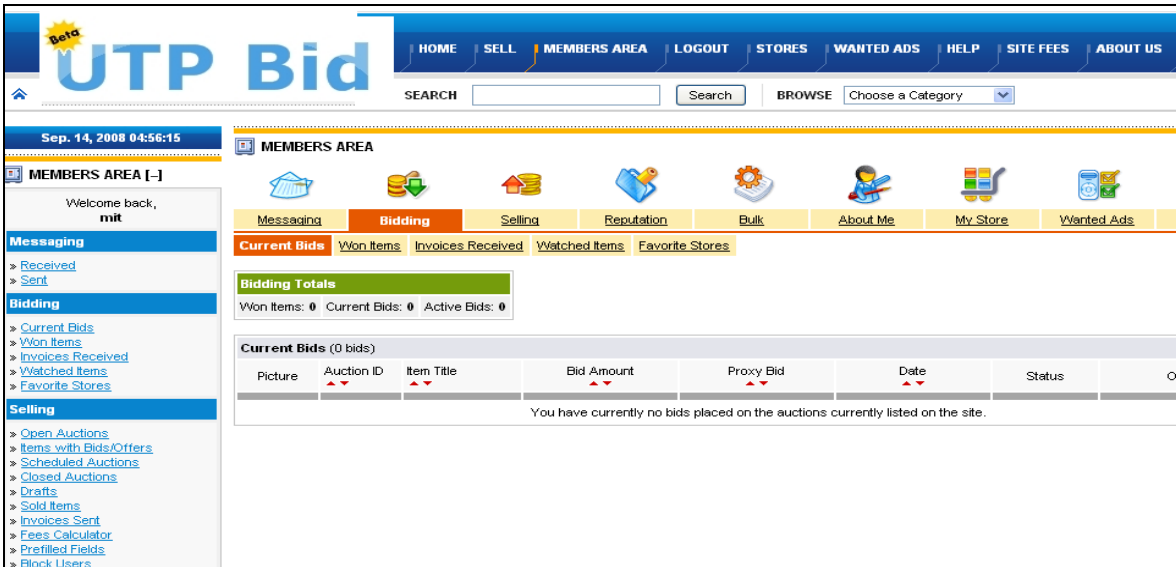 Beta
UTP Bid
HOME SELL MEMBERS AREA LOGOUT STORES WANTED ADS HELP SITE FEES ABOUT US
SEARCH Search BROWSE Choose a Category
Sep. 14, 2008 04:56:15
MEMBERS AREA [–]
Welcome back,
mit
Messaging
» Received
» Sent
Bidding
» Current Bids
» Won Items
» Invoices Received
» Watched Items
» Favorite Stores
Selling
» Open Auctions
» Items with Bids/Offers
» Scheduled Auctions
» Closed Auctions
» Drafts
» Sold Items
» Invoices Sent
» Fees Calculator
» Prefilled Fields
» Block Users
MEMBERS AREA
Messaging Bidding Selling Reputation Bulk About Me My Store Wanted Ads
Current Bids Won Items Invoices Received Watched Items Favorite Stores
Bidding Totals
Won Items: 0 Current Bids: 0 Active Bids: 0
Current Bids (0 bids)
Picture Auction ID Item Title Bid Amount Proxy Bid Date Status
You have currently no bids placed on the auctions currently listed on the site.